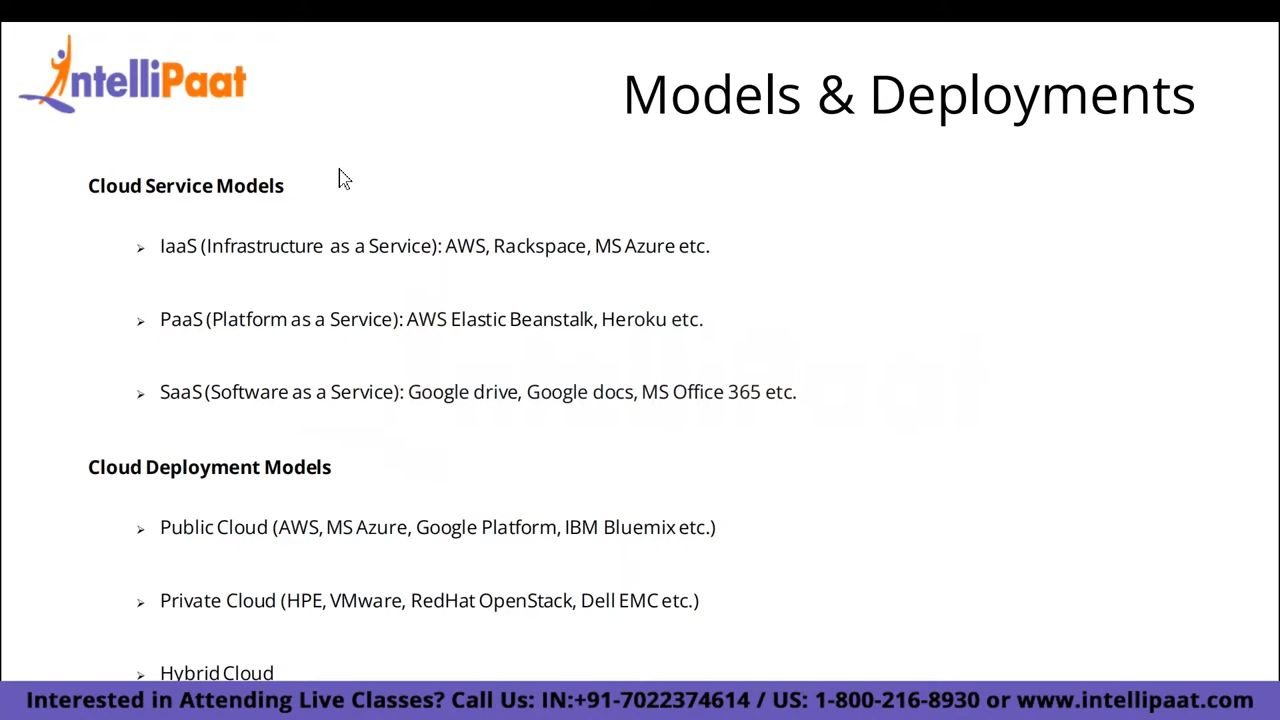 IntelliPaat
Models & Deployments
Cloud Service Models
IaaS (Infrastructure as a Service): AWS, Rackspace, MS Azure etc.
PaaS (Platform as a Service): AWS Elastic Beanstalk, Heroku etc.
SaaS (Software as a Service): Google drive, Google docs, MS Office 365 etc.
Cloud Deployment Models
Public Cloud (AWS, MS Azure, Google Platform, IBM Bluemix etc.)
Private Cloud (HPE, VMware, RedHat OpenStack, Dell EMC etc.)
Hybrid Cloud
Interested in Attending Live Classes? Call Us: IN:+91-7022374614 / US: 1-800-216-8930 or www.intellipaat.com